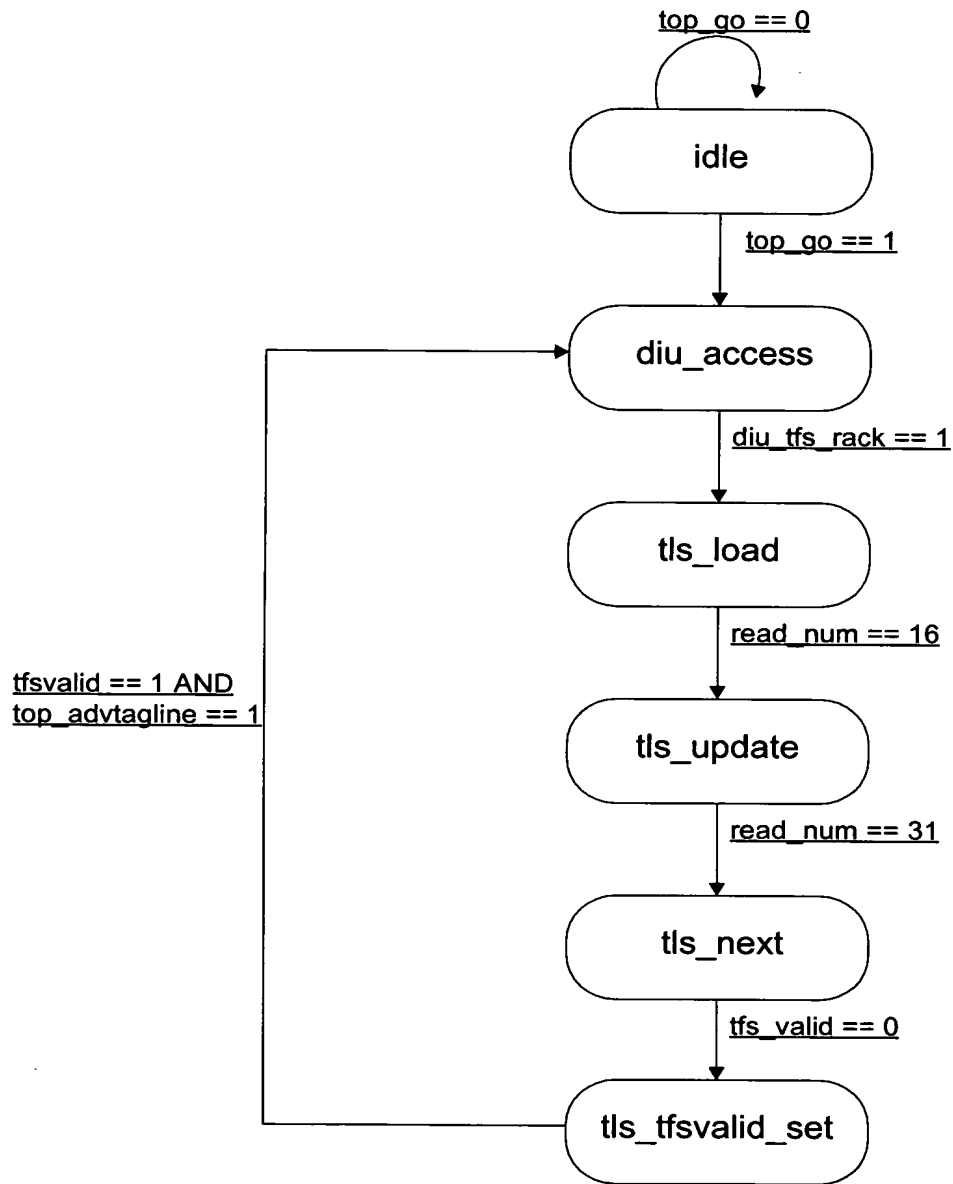 top_go == 0
idle
top_go == 1
diu_access
diu_tfs_rack == 1
tls_load
read_num == 16
tfsvalid == 1 AND
top_advtagline == 1
tls_update
read_num == 31
tls_next
tfs_valid == 0
tls_tfsvalid_set